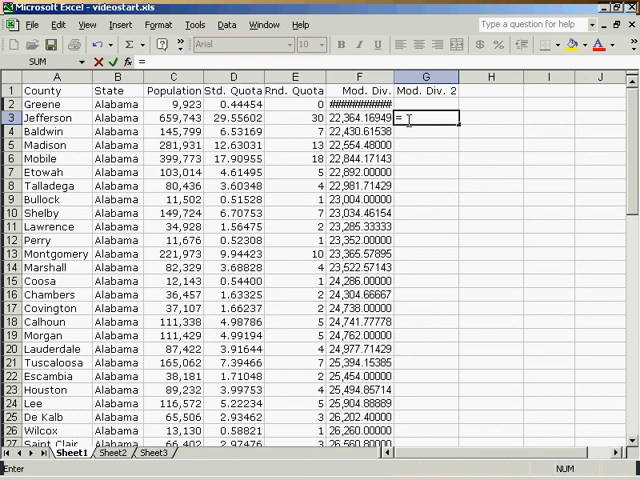 Microsoft Excel - videostart.xls
File Edit View Insert Format Tools Data Window Help Type a question for help
Arial B I U
SUM =
A B C D E F G H I J
1 County State Population Std. Quota Rnd. Quota Mod. Div. Mod. Div. 2
2 Greene Alabama 9,923 0.44454 0 ############
3 Jefferson Alabama 659,743 29.55602 30 22,364.16949 =
4 Baldwin Alabama 145,799 6.53169 7 22,430.61538
5 Madison Alabama 281,931 12.63031 13 22,554.48000
6 Mobile Alabama 399,773 17.90955 18 22,844.17143
7 Etowah Alabama 103,014 4.61495 5 22,892.00000
8 Talladega Alabama 80,436 3.60348 4 22,981.71429
9 Bullock Alabama 11,502 0.51528 1 23,004.00000
10 Shelby Alabama 149,724 6.70753 7 23,034.46154
11 Lawrence Alabama 34,928 1.56475 2 23,285.33333
12 Perry Alabama 11,676 0.52308 1 23,352.00000
13 Montgomery Alabama 221,973 9.94423 10 23,365.57895
14 Marshall Alabama 82,329 3.68828 4 23,522.57143
15 Coosa Alabama 12,143 0.54400 1 24,286.00000
16 Chambers Alabama 36,457 1.63325 2 24,304.66667
17 Covington Alabama 37,107 1.66237 2 24,738.00000
18 Calhoun Alabama 111,338 4.98786 5 24,741.77778
19 Morgan Alabama 111,429 4.99194 5 24,762.00000
20 Lauderdale Alabama 87,422 3.91644 4 24,977.71429
21 Tuscaloosa Alabama 165,062 7.39466 7 25,394.15385
22 Escambia Alabama 38,181 1.71048 2 25,454.00000
23 Houston Alabama 89,232 3.99753 4 25,494.85714
24 Lee Alabama 116,572 5.22234 5 25,904.88889
25 De Kalb Alabama 65,506 2.93462 3 26,202.40000
26 Wilcox Alabama 13,130 0.58821 1 26,260.00000
27 Saint Clair Alabama 66,402 2.97476 3 26,560.80000
Sheet1 Sheet2 Sheet3
Enter NUM